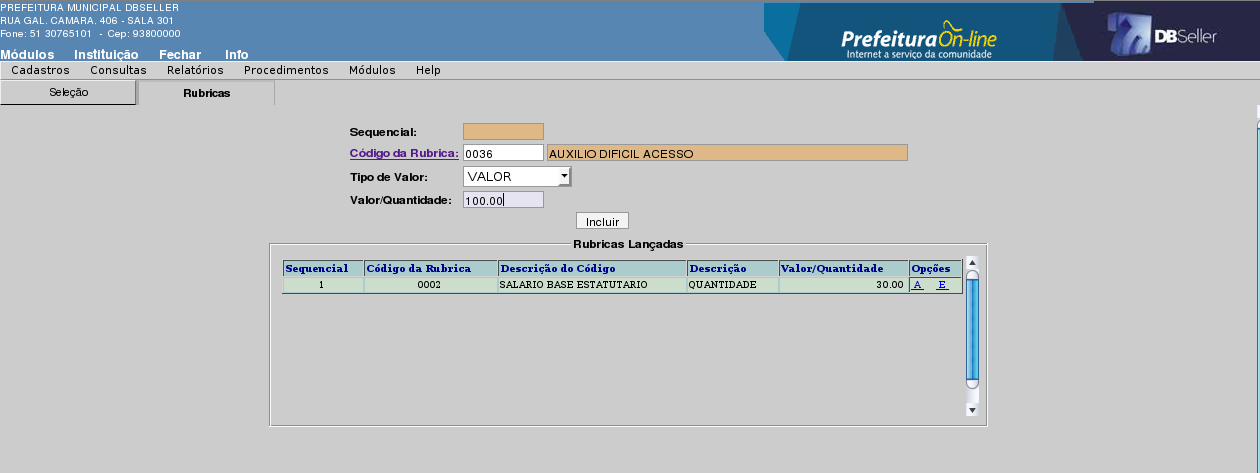 PREFEITURA MUNICIPAL DBSELLER
RUA GAL. CAMARA. 406 - SALA 301
Fone: 51 30765101 - Cep: 93800000
PrefeituraOn-line
Internet a serviço da comunidade
DBSeller
Módulos Instituição Fechar Info
Cadastros Consultas Relatórios Procedimentos Módulos Help
Seleção Rubricas
Sequencial:
Código da Rubrica: 0036 AUXILIO DIFICIL ACESSO
Tipo de Valor: VALOR
Valor/Quantidade: 100.00
Incluir
Rubricas Lançadas
Sequencial Código da Rubrica Descrição do Código Descrição Valor/Quantidade Opções
1 0002 SALARIO BASE ESTATUTARIO QUANTIDADE 30.00 A E